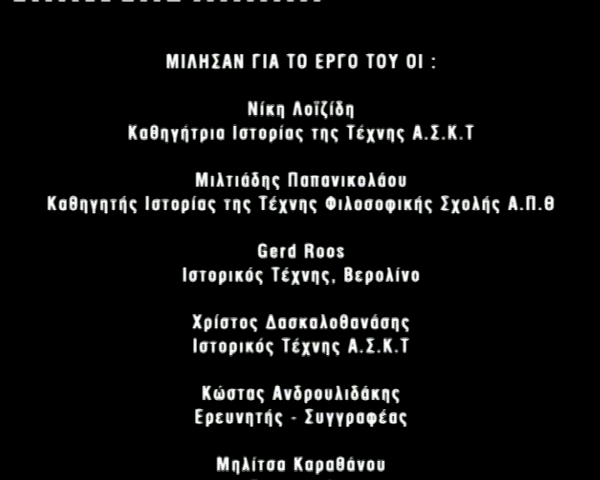 ΜΙΛΗΣΑΝ ΓΙΑ ΤΟ ΕΡΓΟ ΤΟΥ ΟΙ :
Νίκη Λοϊζίδη
Καθηγήτρια Ιστορίας της Τέχνης Α.Σ.Κ.Τ
Μιλτιάδης Παπανικολάου
Καθηγητής Ιστορίας της Τέχνης Φιλοσοφικής Σχολής Α.Π.Θ
Gerd Roos
Ιστορικός Τέχνης, Βερολίνο
Χρίστος Δασκαλοθανάσης
Ιστορικός Τέχνης Α.Σ.Κ.Τ
Κώστας Ανδρουλιδάκης
Ερευνητής - Συγγραφέας
Μηλίτσα Καραθάνου